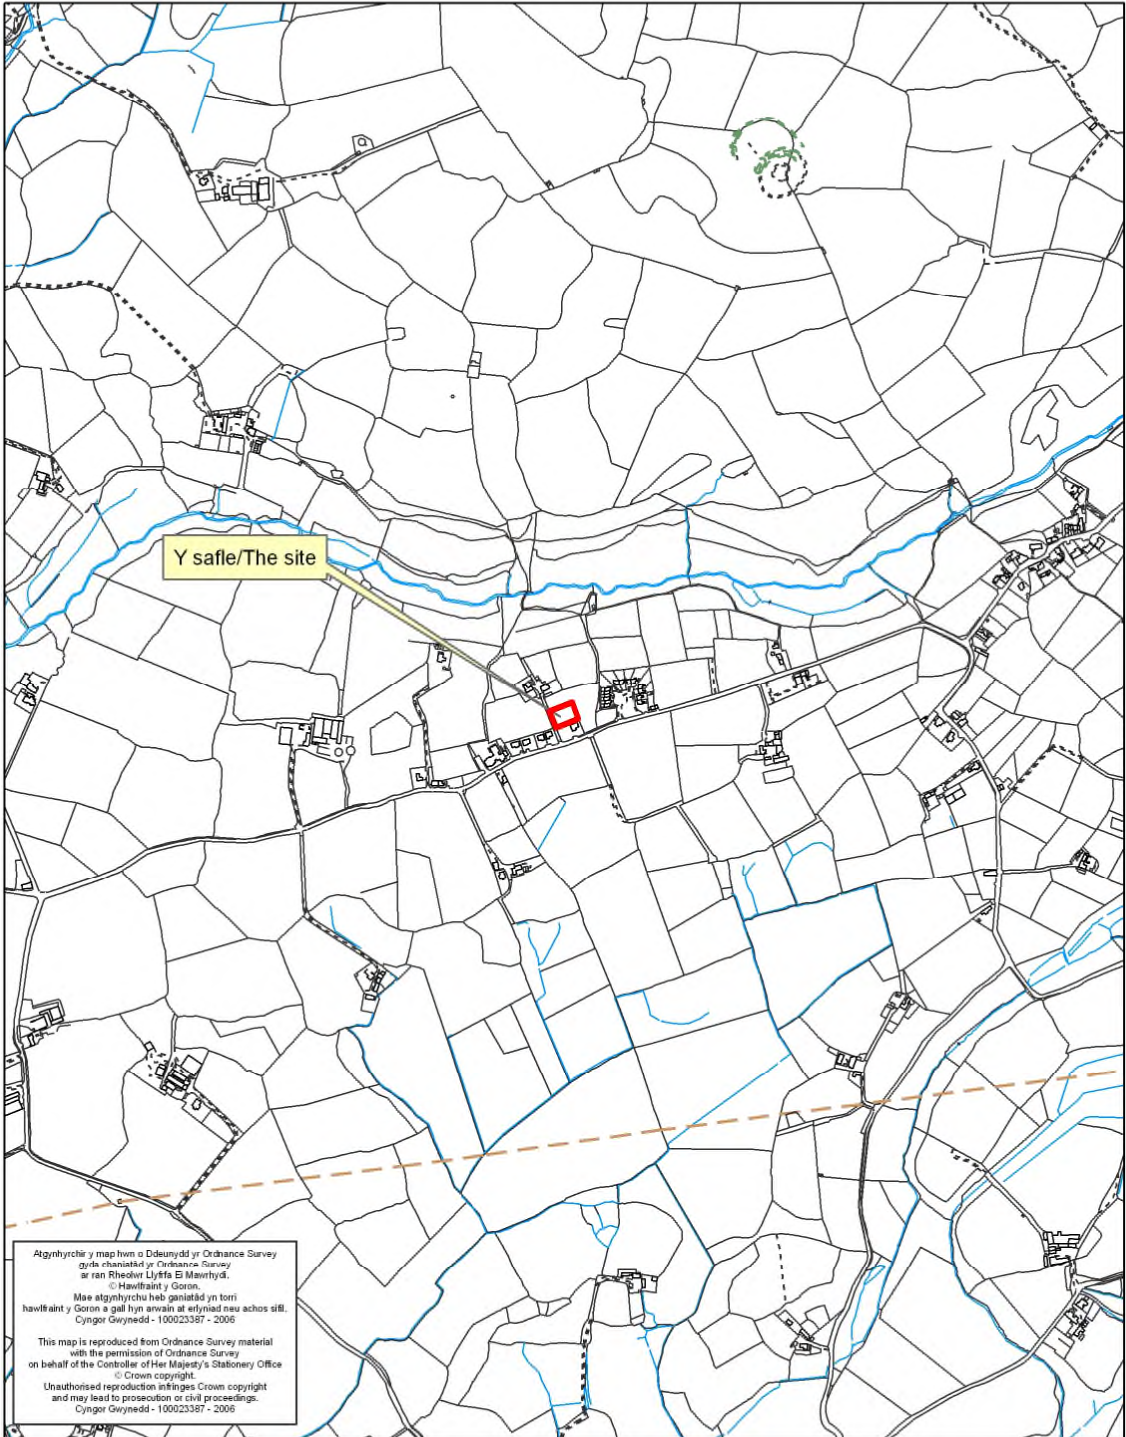 Y safle/The site
Atgynhyrchir y map hwn o Ddeunydd yr Ordnance Survey
gyda chaniatâd yr Ordnance Survey
ar ran Rheolwr Llyfrfa Ei Mawrhydi.
© Hawlfraint y Goron.
Mae atgynhyrchu heb ganiatâd yn torri
hawlfraint y Goron a gall hyn arwain at erlyniad neu achos sifil.
Cyngor Gwynedd - 100023387 - 2006
This map is reproduced from Ordnance Survey material
with the permission of Ordnance Survey
on behalf of the Controller of Her Majesty's Stationery Office
© Crown copyright.
Unauthorised reproduction infringes Crown copyright
and may lead to prosecution or civil proceedings.
Cyngor Gwynedd - 100023387 - 2006